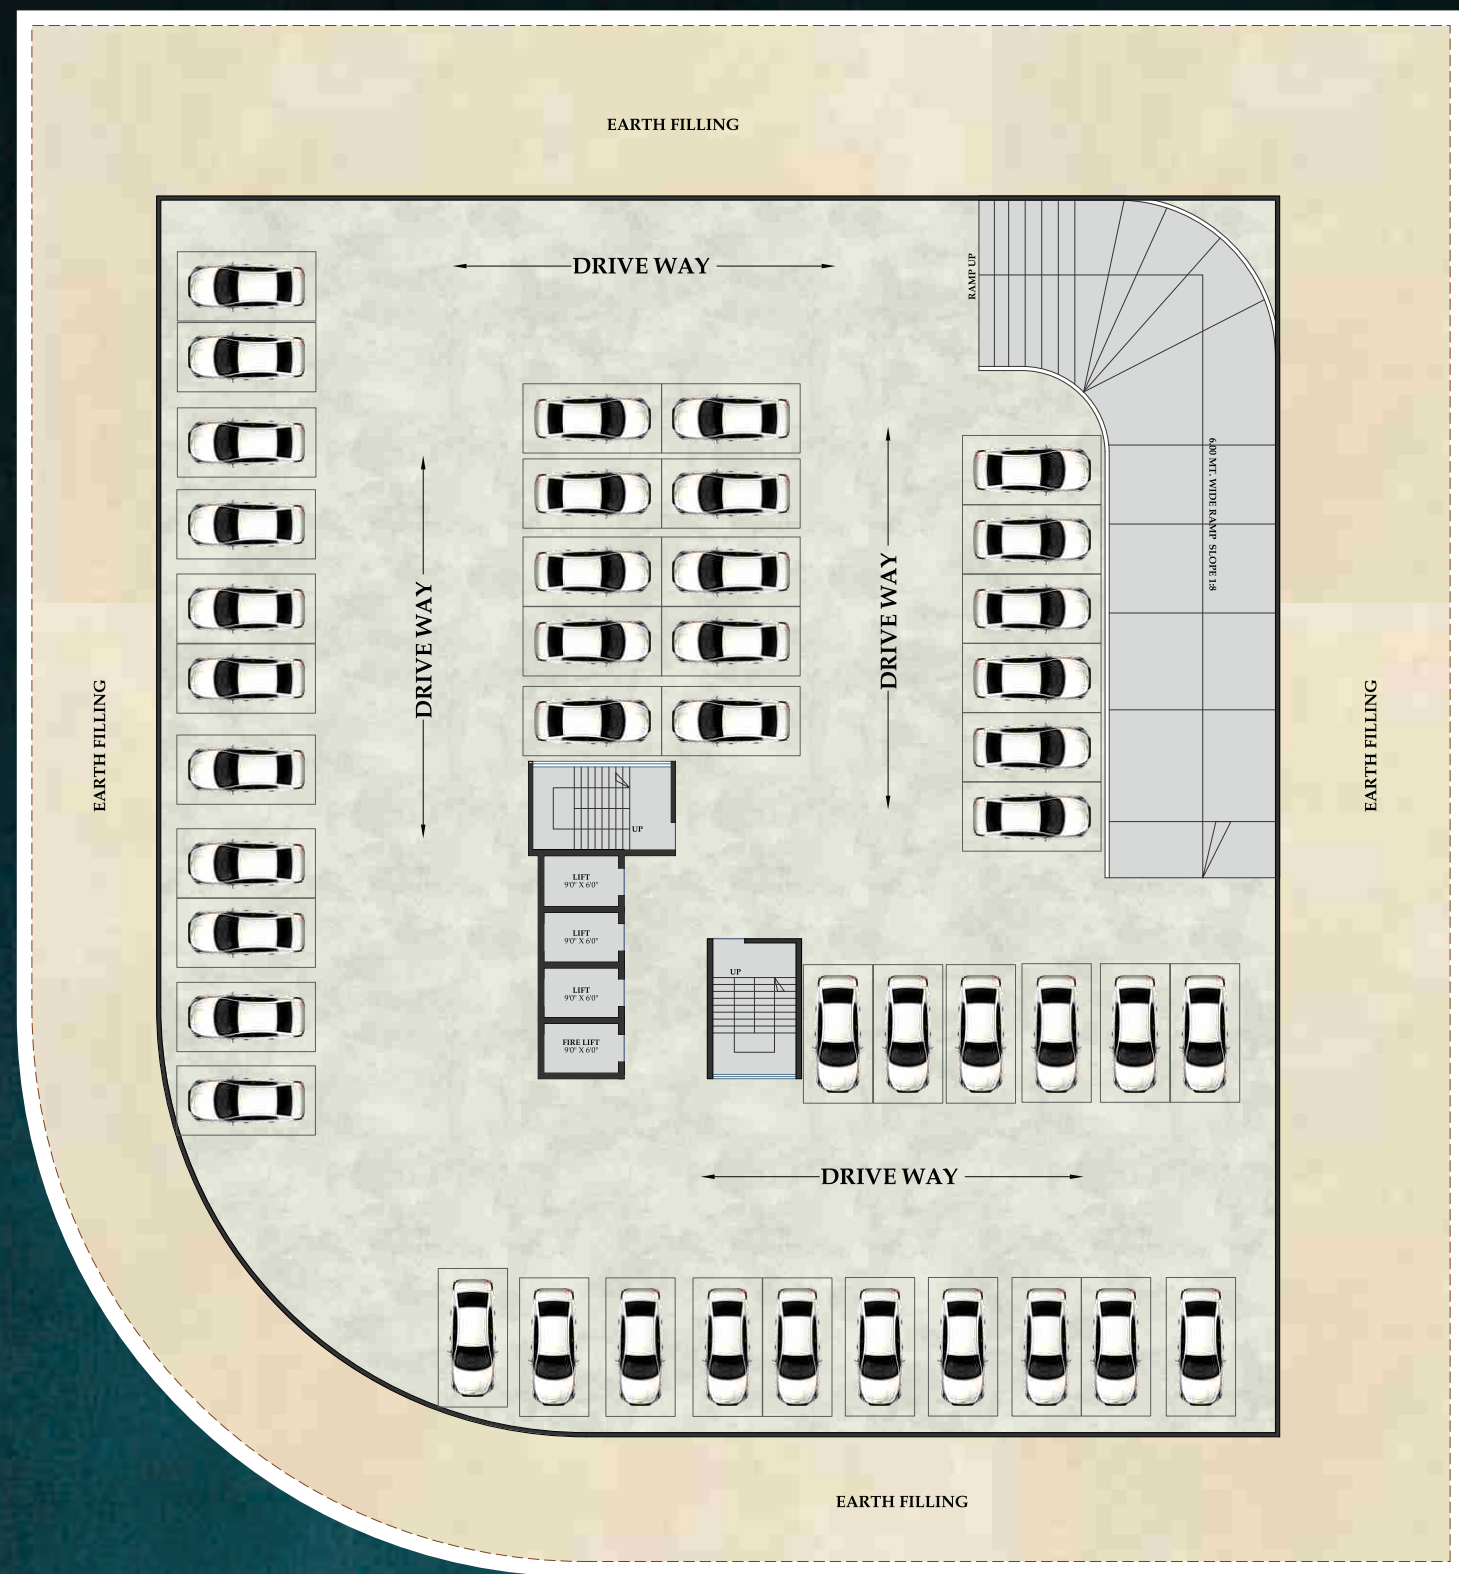 EARTH FILLING
DRIVE WAY
RAMP UP
6.00 MT. WIDE RAMP SLOPE 1:8
DRIVE WAY
DRIVE WAY
EARTH FILLING
EARTH FILLING
UP
LIFT
9'0" X 6'0"
LIFT
9'0" X 6'0"
UP
LIFT
9'0" X 6'0"
FIRE LIFT
9'0" X 6'0"
DRIVE WAY
EARTH FILLING